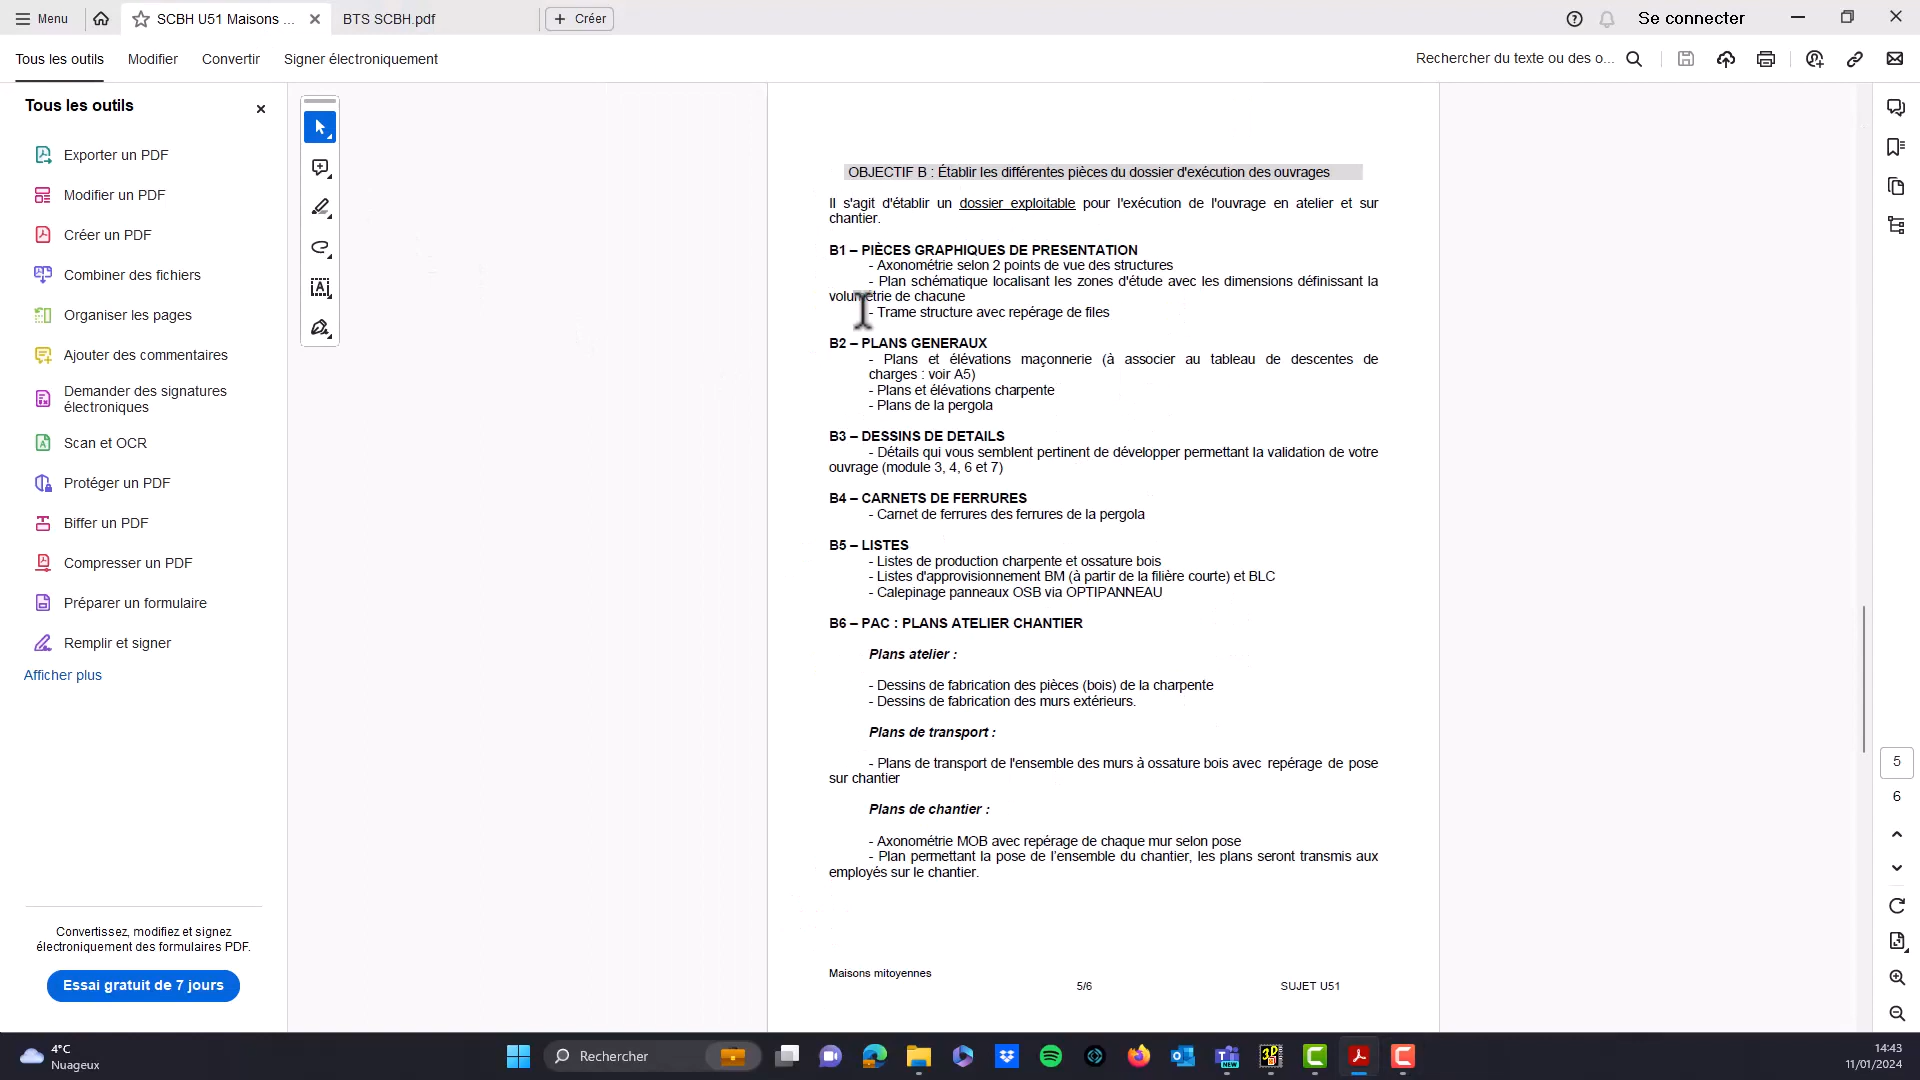 Menu
SCBH U51 Maisons ...
BTS SCBH.pdf
Créer
Se connecter
Tous les outils
Modifier
Convertir
Signer électroniquement
Rechercher du texte ou des o...
Tous les outils
Exporter un PDF
Modifier un PDF
Créer un PDF
Combiner des fichiers
Organiser les pages
Ajouter des commentaires
Demander des signatures
électroniques
Scan et OCR
Protéger un PDF
Biffer un PDF
Compresser un PDF
Préparer un formulaire
Remplir et signer
Afficher plus
Convertissez, modifiez et signez
électroniquement des formulaires PDF.
Essai gratuit de 7 jours
OBJECTIF B : Établir les différentes pièces du dossier d'exécution des ouvrages
Il s'agit d'établir un dossier exploitable pour l'exécution de l'ouvrage en atelier et sur
chantier.
B1 – PIÈCES GRAPHIQUES DE PRESENTATION
- Axonométrie selon 2 points de vue des structures
- Plan schématique localisant les zones d'étude avec les dimensions définissant la
volumétrie de chacune
- Trame structure avec repérage de files
B2 – PLANS GENERAUX
- Plans et élévations maçonnerie (à associer au tableau de descentes de
charges : voir A5)
- Plans et élévations charpente
- Plans de la pergola
B3 – DESSINS DE DETAILS
- Détails qui vous semblent pertinent de développer permettant la validation de votre
ouvrage (module 3, 4, 6 et 7)
B4 – CARNETS DE FERRURES
- Carnet de ferrures des ferrures de la pergola
B5 – LISTES
- Listes de production charpente et ossature bois
- Listes d'approvisionnement BM (à partir de la filière courte) et BLC
- Calepinage panneaux OSB via OPTIPANNEAU
B6 – PAC : PLANS ATELIER CHANTIER
Plans atelier :
- Dessins de fabrication des pièces (bois) de la charpente
- Dessins de fabrication des murs extérieurs.
Plans de transport :
- Plans de transport de l'ensemble des murs à ossature bois avec repérage de pose
sur chantier
Plans de chantier :
- Axonométrie MOB avec repérage de chaque mur selon pose
- Plan permettant la pose de l'ensemble du chantier, les plans seront transmis aux
employés sur le chantier.
Maisons mitoyennes
5/6
SUJET U51
5
6
4°C
Nuageux
Rechercher
NEW
14:43
11/01/2024